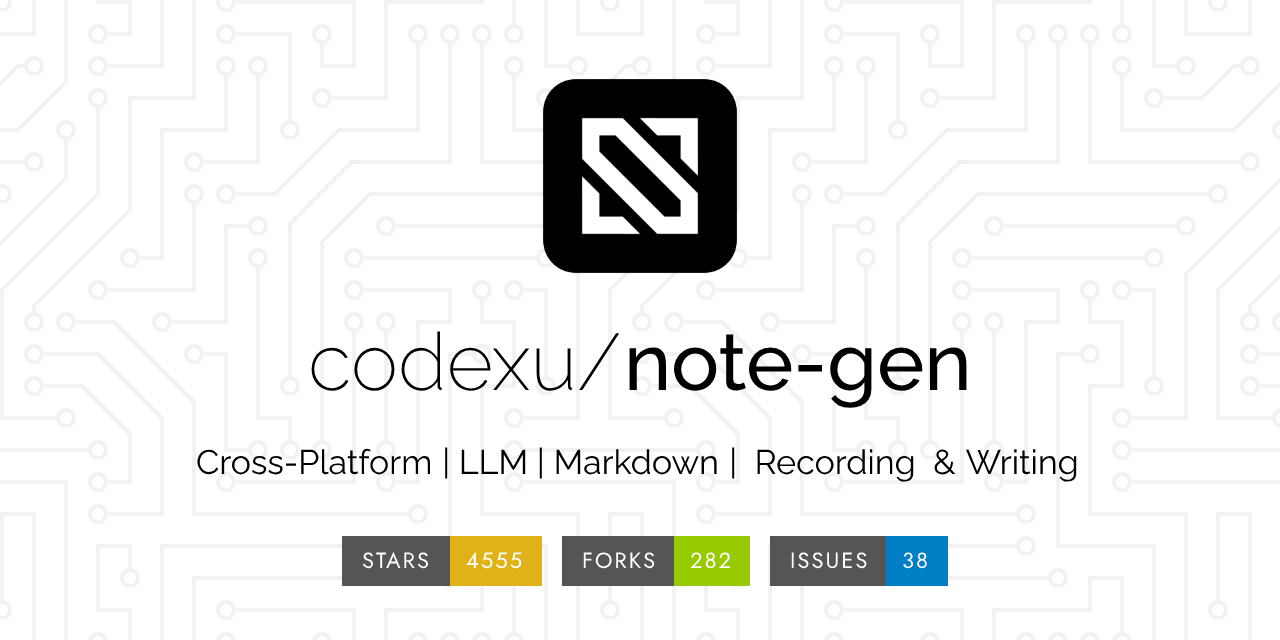 codexu/note-gen
Cross-Platform | LLM | Markdown | Recording & Writing
STARS 4555 FORKS 282 ISSUES 38